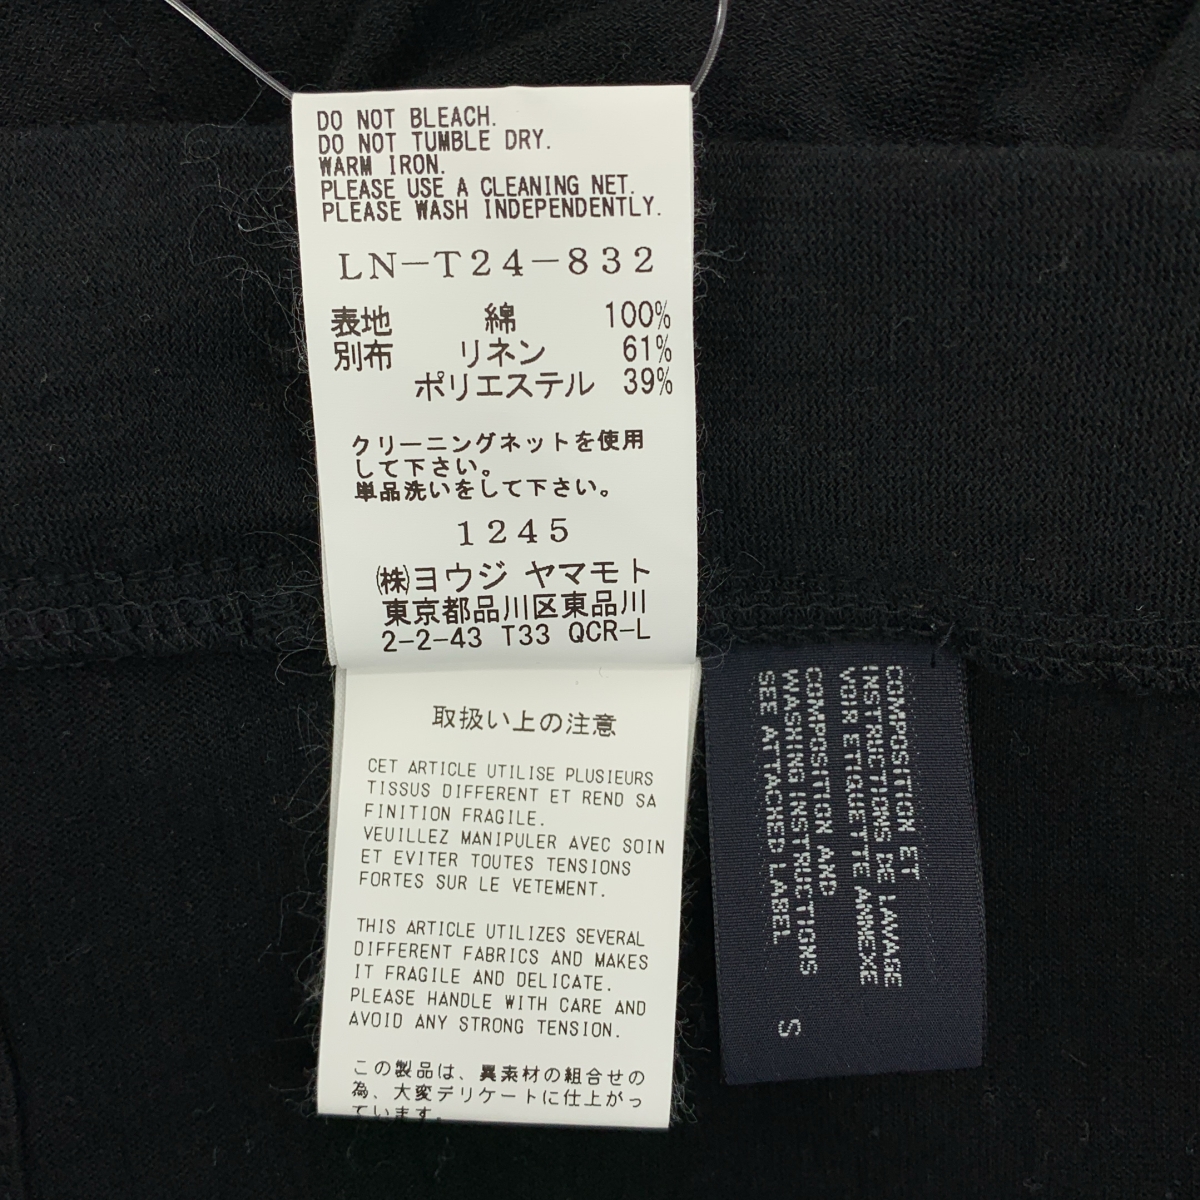 DO NOT BLEACH.
DO NOT TUMBLE DRY.
WARM IRON.
PLEASE USE A CLEANING NET.
PLEASE WASH INDEPENDENTLY.
LN-T24-832
表地 綿 100%
別布 リネン 61%
ポリエステル 39%
クリーニングネットを使用
して下さい。
単品洗いをして下さい。
1245
(株)ヨウジ ヤマモト
東京都品川区東品川
2-2-43 T33 QCR-L
取扱い上の注意
CET ARTICLE UTILISE PLUSIEURS
TISSUS DIFFERENT ET REND SA
FINITION FRAGILE.
VEUILLEZ MANIPULER AVEC SOIN
ET EVITER TOUTES TENSIONS
FORTES SUR LE VETEMENT.
THIS ARTICLE UTILIZES SEVERAL
DIFFERENT FABRICS AND MAKES
IT FRAGILE AND DELICATE.
PLEASE HANDLE WITH CARE AND
AVOID ANY STRONG TENSION.
この製品は、異素材の組合せの
為、大変デリケートに仕上がっ
ています。
COMPOSITION ET
INSTRUCTIONS DE LAVAGE
VOIR ETIQUETTE ANNEXE
COMPOSITION AND
WASHING INSTRUCTIONS
SEE ATTACHED LABEL
S